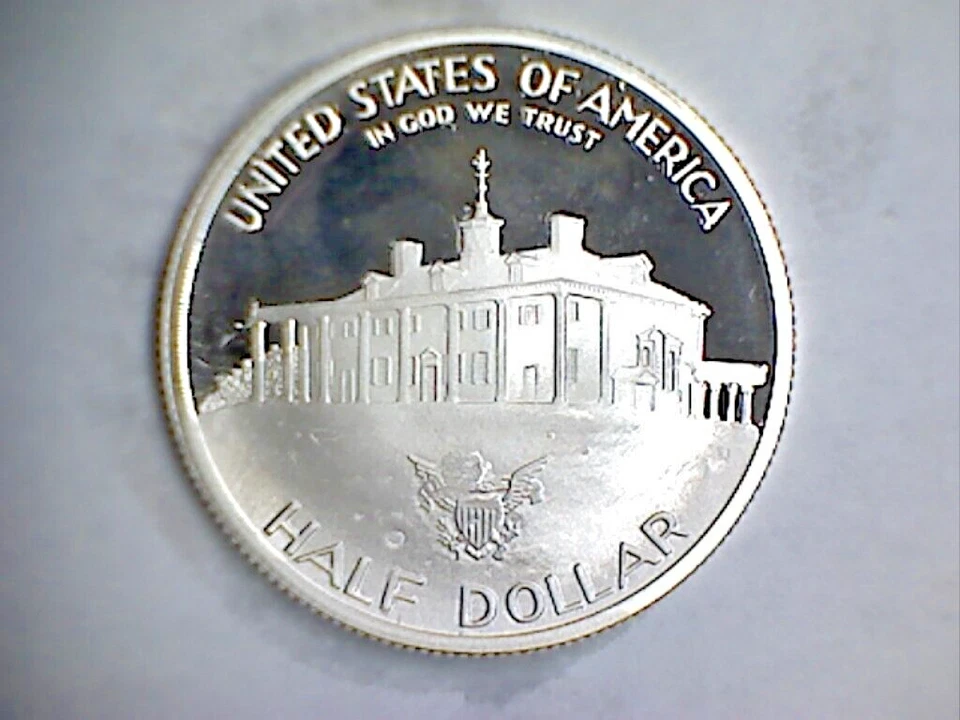 UNITED STATES OF AMERICA
IN GOD WE TRUST
HALF DOLLAR